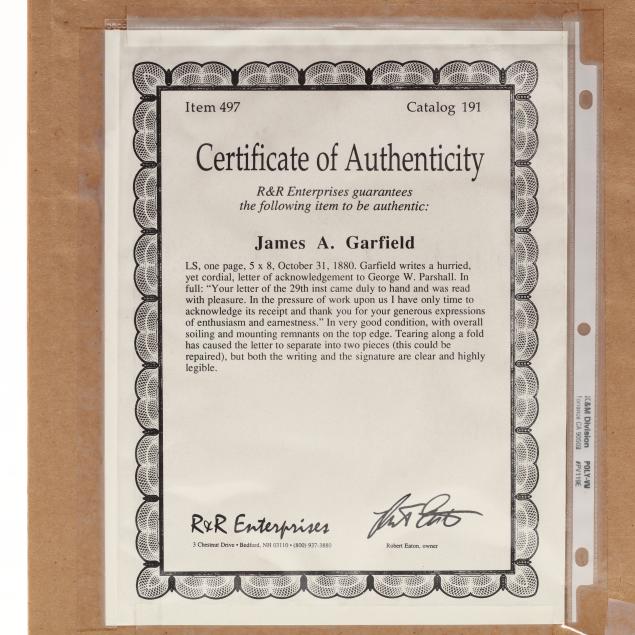 Item 497 Catalog 191
Certificate of Authenticity
R&R Enterprises guarantees
the following item to be authentic:
James A. Garfield
LS, one page, 5 x 8, October 31, 1880. Garfield writes a hurried,
yet cordial, letter of acknowledgement to George W. Parshall. In
full: “Your letter of the 29th inst came duly to hand and was read
with pleasure. In the pressure of work upon us I have only time to
acknowledge its receipt and thank you for your generous expressions
of enthusiasm and earnestness.” In very good condition, with overall
soiling and mounting remnants on the top edge. Tearing along a fold
has caused the letter to separate into two pieces (this could be
repaired), but both the writing and the signature are clear and highly
legible.
R&R Enterprises
3 Chestnut Drive • Bedford, NH 03110 • (800) 937-3880
Robert Eaton, owner
Division POLY-
Torrance CA